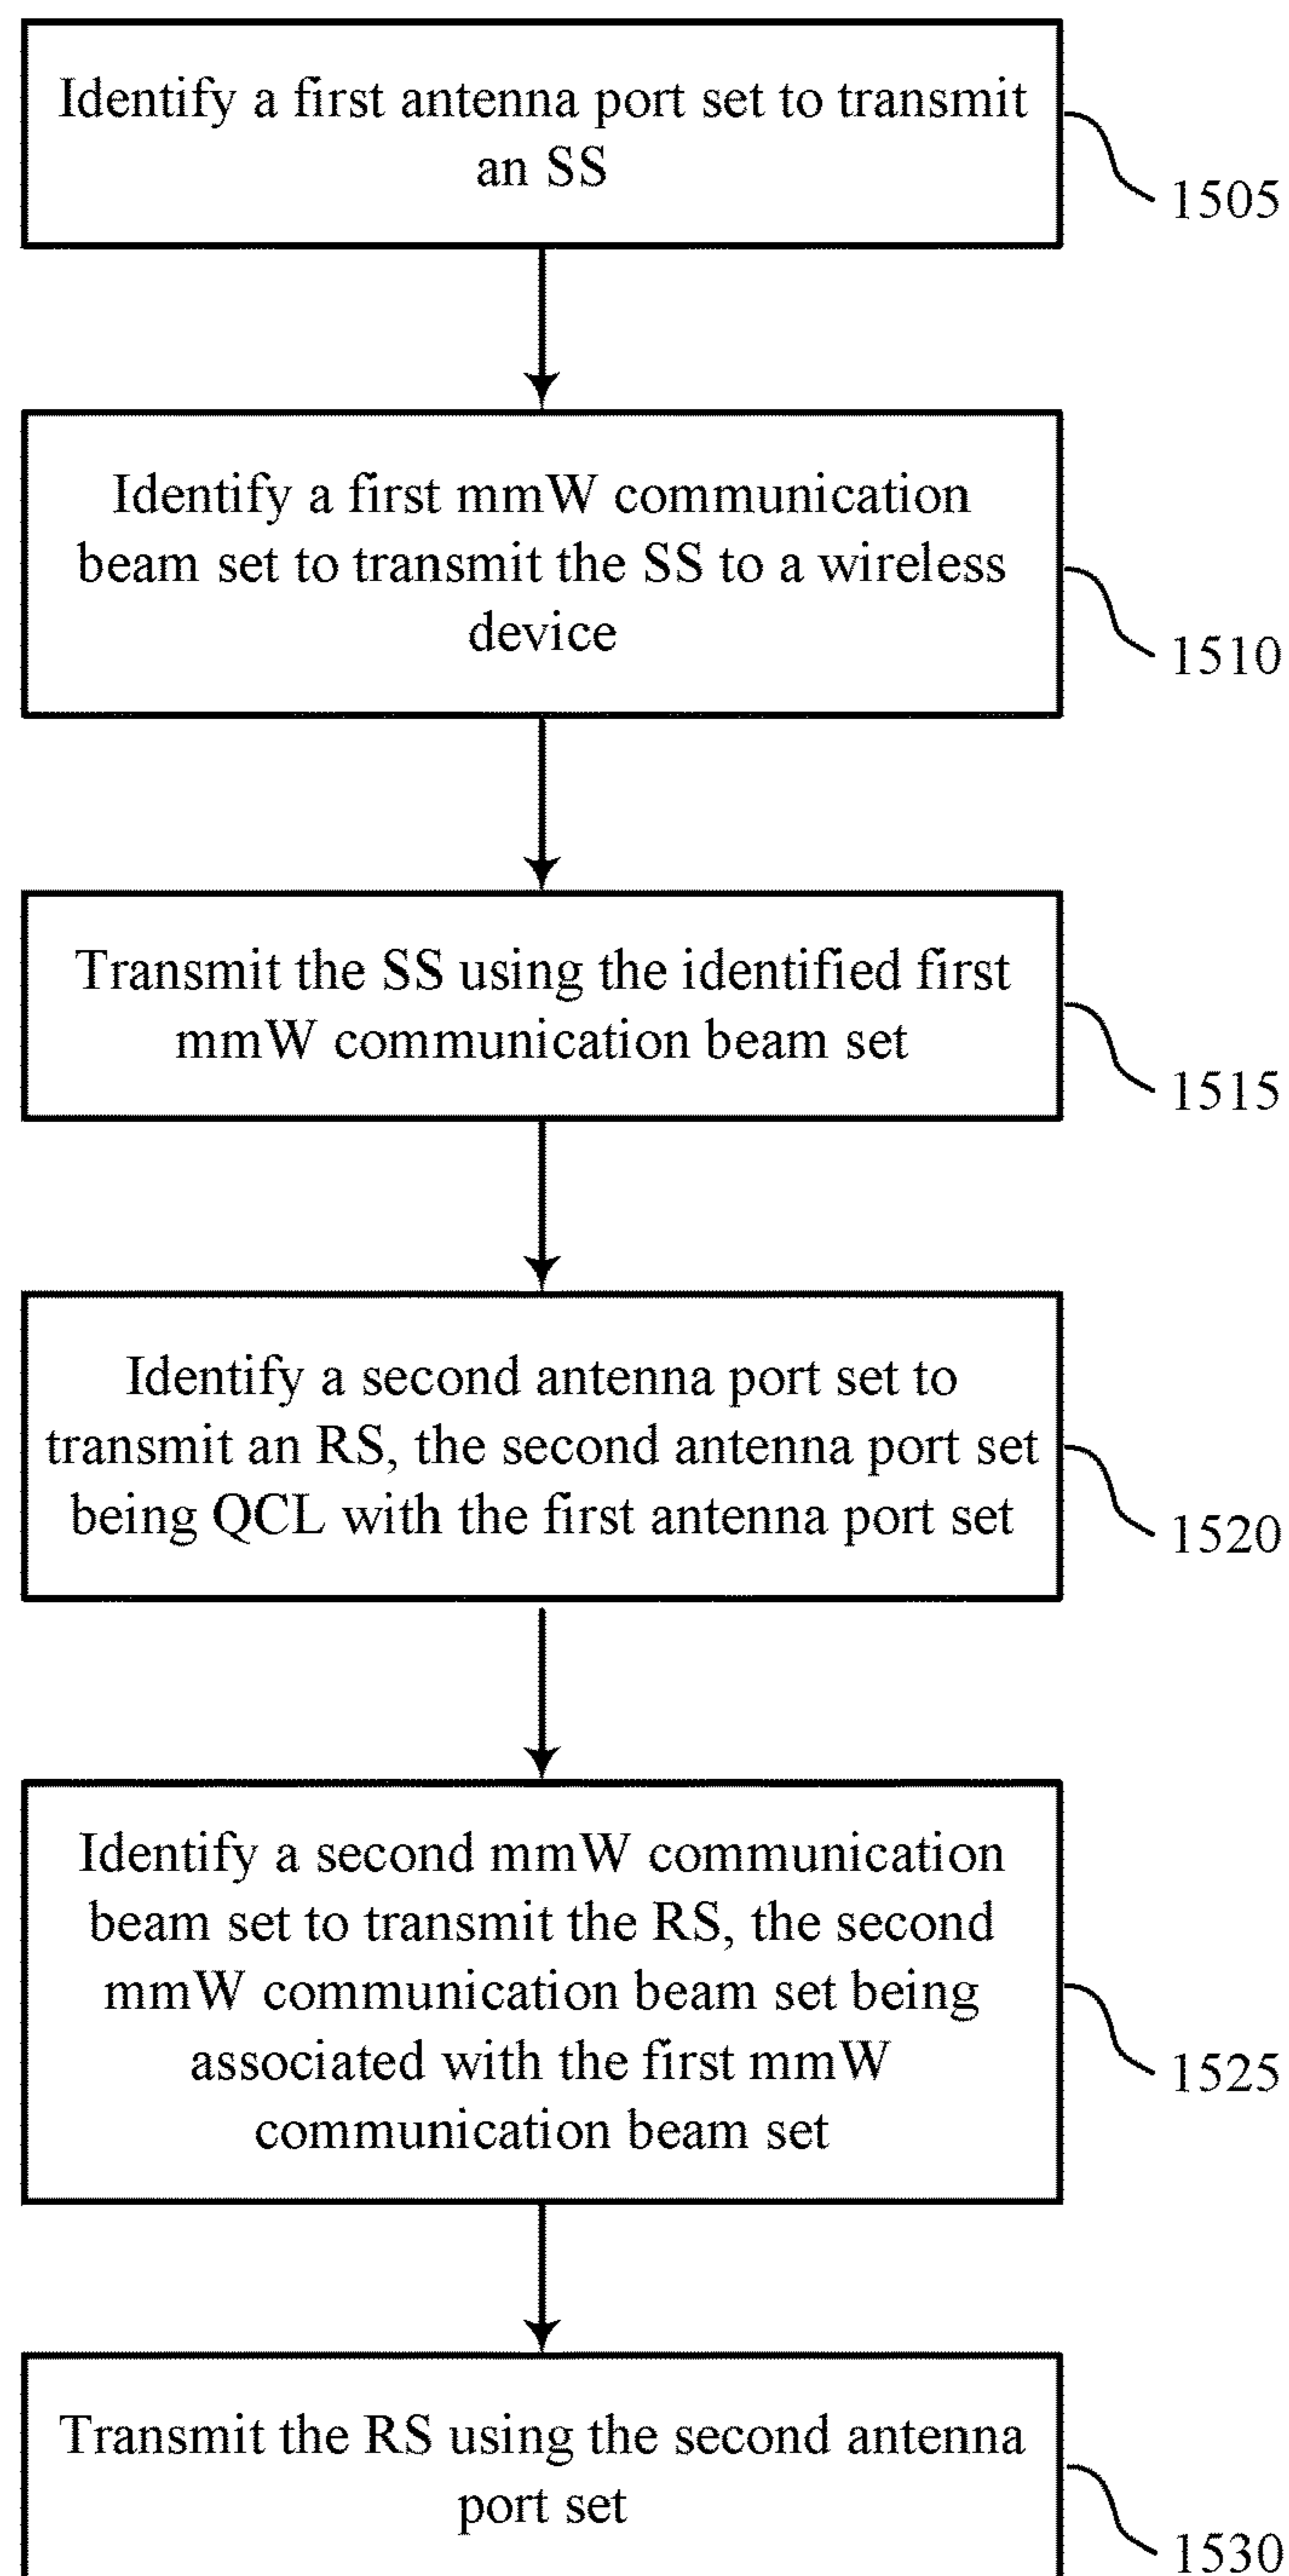 Identify a first antenna port set to transmit
an SS
1505
Identify a first mmW communication
beam set to transmit the SS to a wireless
device
1510
Transmit the SS using the identified first
mmW communication beam set
1515
Identify a second antenna port set to
transmit an RS, the second antenna port set
being QCL with the first antenna port set
1520
Identify a second mmW communication
beam set to transmit the RS, the second
mmW communication beam set being
associated with the first mmW
communication beam set
1525
Transmit the RS using the second antenna
port set
1530